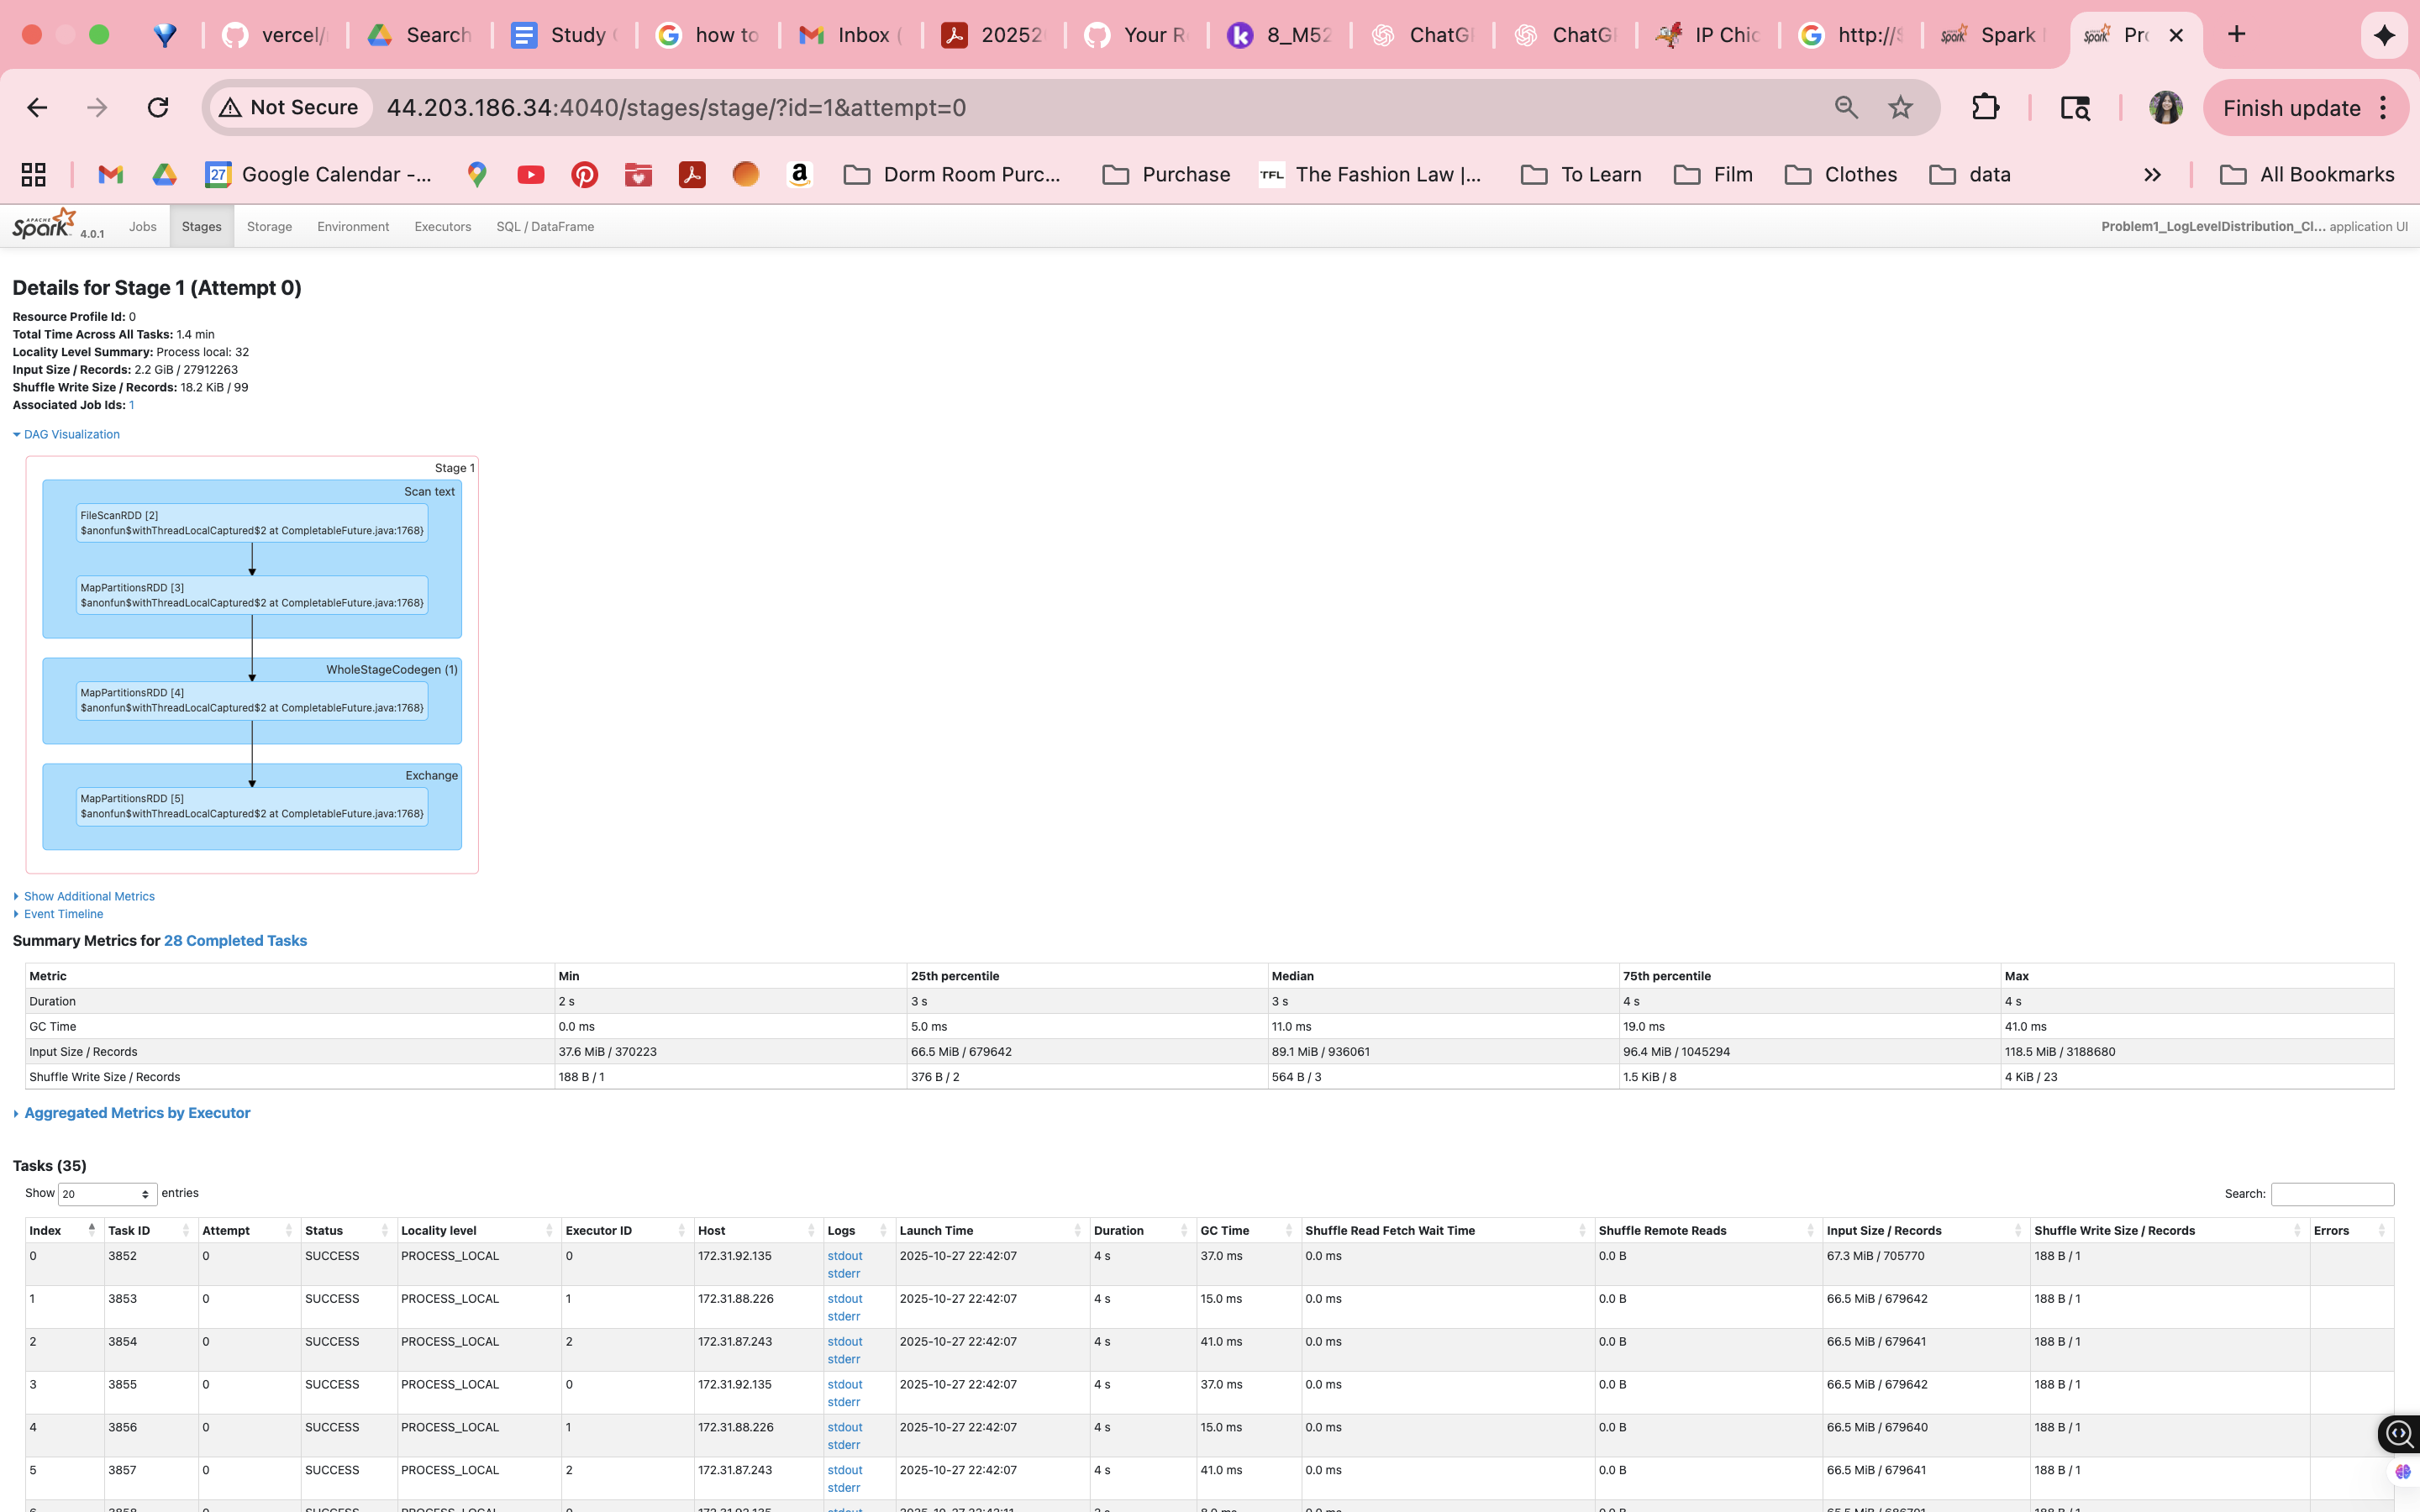 vercel/
Search
Study
how to
Inbox (
20252
Your R
8_M52
ChatG
ChatG
IP Chic
http://
Spark
Pr
Not Secure
44.203.186.34:4040/stages/stage/?id=1&attempt=0
Finish update
27
Google Calendar -...
a
Dorm Room Purc...
Purchase
TFL
The Fashion Law |...
To Learn
Film
Clothes
data
All Bookmarks
APACHE
Spark 4.0.1
Jobs
Stages
Storage
Environment
Executors
SQL / DataFrame
Problem1_LogLevelDistribution_Cl... application UI
Details for Stage 1 (Attempt 0)
Resource Profile Id: 0
Total Time Across All Tasks: 1.4 min
Locality Level Summary: Process local: 32
Input Size / Records: 2.2 GiB / 27912263
Shuffle Write Size / Records: 18.2 KiB / 99
Associated Job Ids: 1
DAG Visualization
Stage 1
Scan text
FileScanRDD [2]
$anonfun$withThreadLocalCaptured$2 at CompletableFuture.java:1768}
MapPartitionsRDD [3]
$anonfun$withThreadLocalCaptured$2 at CompletableFuture.java:1768}
WholeStageCodegen (1)
MapPartitionsRDD [4]
$anonfun$withThreadLocalCaptured$2 at CompletableFuture.java:1768}
Exchange
MapPartitionsRDD [5]
$anonfun$withThreadLocalCaptured$2 at CompletableFuture.java:1768}
Show Additional Metrics
Event Timeline
Summary Metrics for 28 Completed Tasks
Metric Min 25th percentile Median 75th percentile Max
Duration 2 s 3 s 3 s 4 s 4 s
GC Time 0.0 ms 5.0 ms 11.0 ms 19.0 ms 41.0 ms
Input Size / Records 37.6 MiB / 370223 66.5 MiB / 679642 89.1 MiB / 936061 96.4 MiB / 1045294 118.5 MiB / 3188680
Shuffle Write Size / Records 188 B / 1 376 B / 2 564 B / 3 1.5 KiB / 8 4 KiB / 23
Aggregated Metrics by Executor
Tasks (35)
Show 20 entries
Search:
Index Task ID Attempt Status Locality level Executor ID Host Logs Launch Time Duration GC Time Shuffle Read Fetch Wait Time Shuffle Remote Reads Input Size / Records Shuffle Write Size / Records Errors
0 3852 0 SUCCESS PROCESS_LOCAL 0 172.31.92.135 stdout 2025-10-27 22:42:07 4 s 37.0 ms 0.0 ms 0.0 B 67.3 MiB / 705770 188 B / 1
stderr
1 3853 0 SUCCESS PROCESS_LOCAL 1 172.31.88.226 stdout 2025-10-27 22:42:07 4 s 15.0 ms 0.0 ms 0.0 B 66.5 MiB / 679642 188 B / 1
stderr
2 3854 0 SUCCESS PROCESS_LOCAL 2 172.31.87.243 stdout 2025-10-27 22:42:07 4 s 41.0 ms 0.0 ms 0.0 B 66.5 MiB / 679641 188 B / 1
stderr
3 3855 0 SUCCESS PROCESS_LOCAL 0 172.31.92.135 stdout 2025-10-27 22:42:07 4 s 37.0 ms 0.0 ms 0.0 B 66.5 MiB / 679642 188 B / 1
stderr
4 3856 0 SUCCESS PROCESS_LOCAL 1 172.31.88.226 stdout 2025-10-27 22:42:07 4 s 15.0 ms 0.0 ms 0.0 B 66.5 MiB / 679640 188 B / 1
stderr
5 3857 0 SUCCESS PROCESS_LOCAL 2 172.31.87.243 stdout 2025-10-27 22:42:07 4 s 41.0 ms 0.0 ms 0.0 B 66.5 MiB / 679641 188 B / 1
stderr